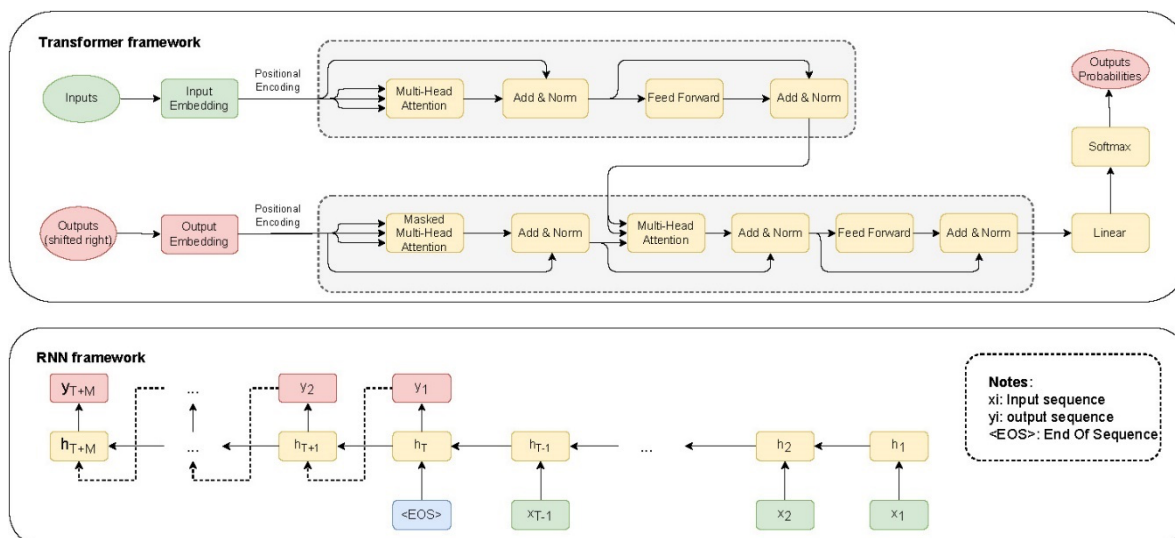 Transformer framework
Inputs
Input
Embedding
Positional
Encoding
Multi-Head
Attention
Add & Norm
Feed Forward
Add & Norm
Outputs
Probabilities
Softmax
Outputs
(shifted right)
Output
Embedding
Positional
Encoding
Masked
Multi-Head
Attention
Add & Norm
Multi-Head
Attention
Add & Norm
Feed Forward
Add & Norm
Linear
RNN framework
yT+M
...
y2
y1
hT+M
...
hT+1
hT
hT-1
...
h2
h1
<EOS>
xT-1
x2
x1
Notes:
xi: Input sequence
yi: output sequence
<EOS>: End Of Sequence